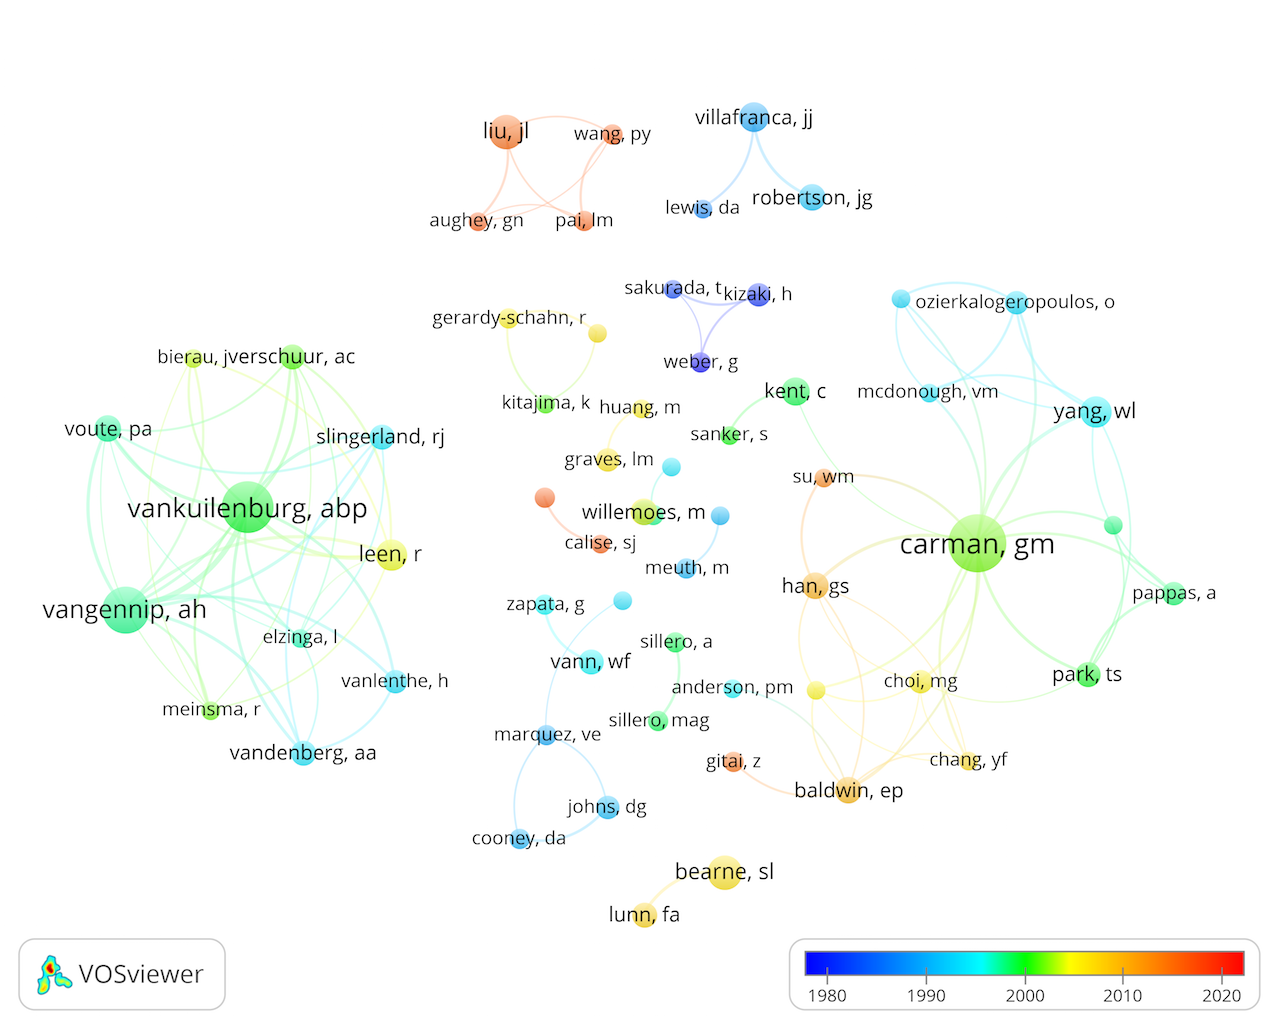 villafranca, jj
liu, jl
wang, py
robertson, jg
lewis, da
aughey, gn
pai, lm
sakurada, t
kizaki, h
ozierkalogeropoulos, o
gerardy-schahn, r
bierau, j
verschuur, ac
weber, g
kent, c
mcdonough, vm
kitajima, k
huang, m
yang, wl
voute, pa
slingerland, rj
sanker, s
graves, lm
su, wm
vankuilenburg, abp
willemoes, m
calise, sj
carman, gm
leen, r
meuth, m
han, gs
pappas, a
zapata, g
vangennip, ah
elzinga, l
sillero, a
vann, wf
park, ts
vanlenthe, h
anderson, pm
choi, mg
meinsma, r
sillero, mag
marquez, ve
vandenberg, aa
gitai, z
chang, yf
baldwin, ep
johns, dg
cooney, da
bearne, sl
lunn, fa
VOSviewer
1980 1990 2000 2010 2020